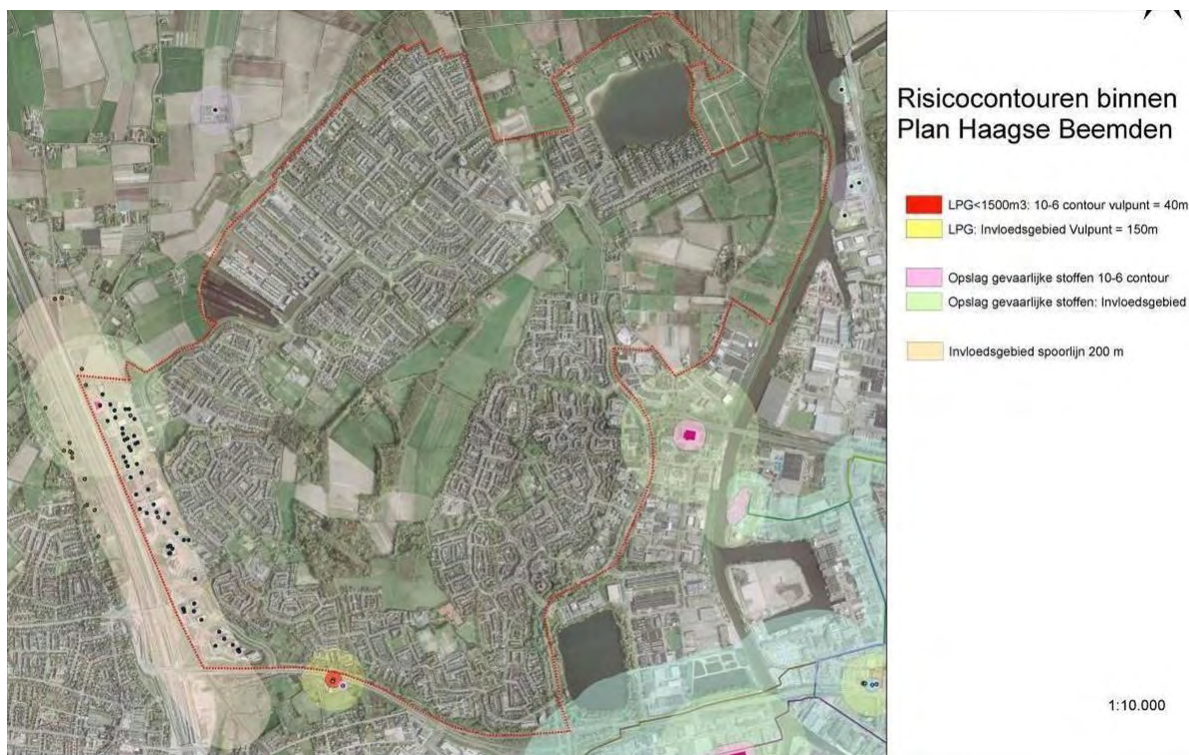 Risicocontouren binnen
Plan Haagse Beemden
LPG<1500m3: 10-6 contour vulpunt = 40m
LPG: Invloedsgebied Vulpunt = 150m
Opslag gevaarlijke stoffen 10-6 contour
Opslag gevaarlijke stoffen: Invloedsgebied
Invloedsgebied spoorlijn 200 m
1:10.000